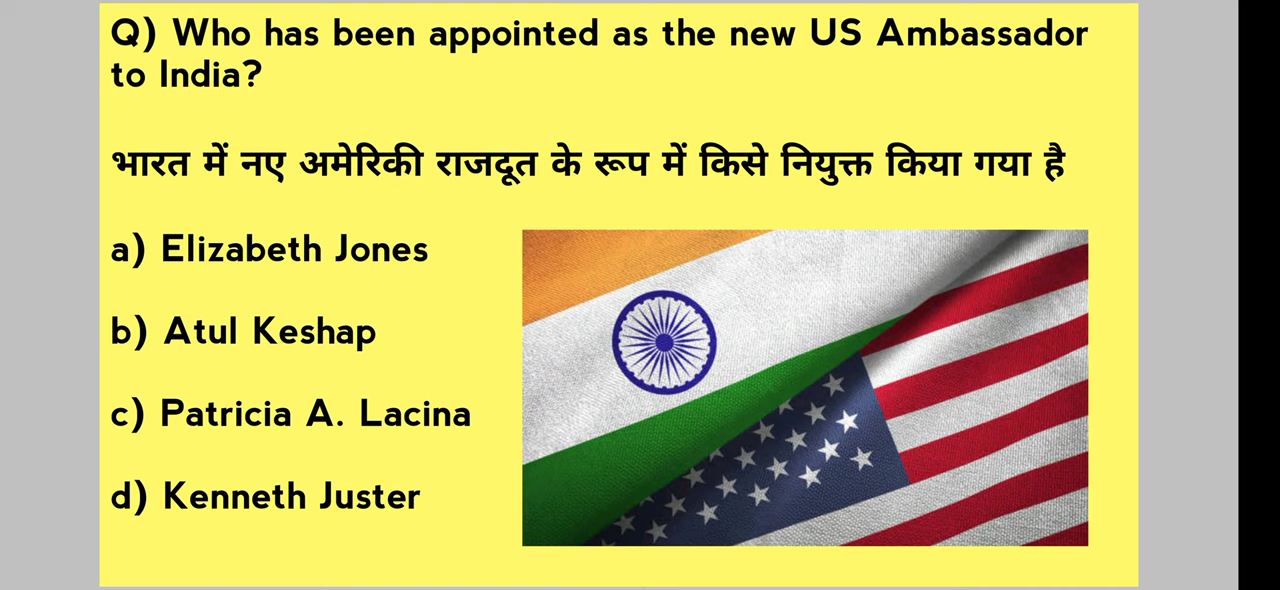 Q) Who has been appointed as the new US Ambassador
to India?
भारत में नए अमेरिकी राजदूत के रूप में किसे नियुक्त किया गया है
a) Elizabeth Jones
b) Atul Keshap
c) Patricia A. Lacina
d) Kenneth Juster